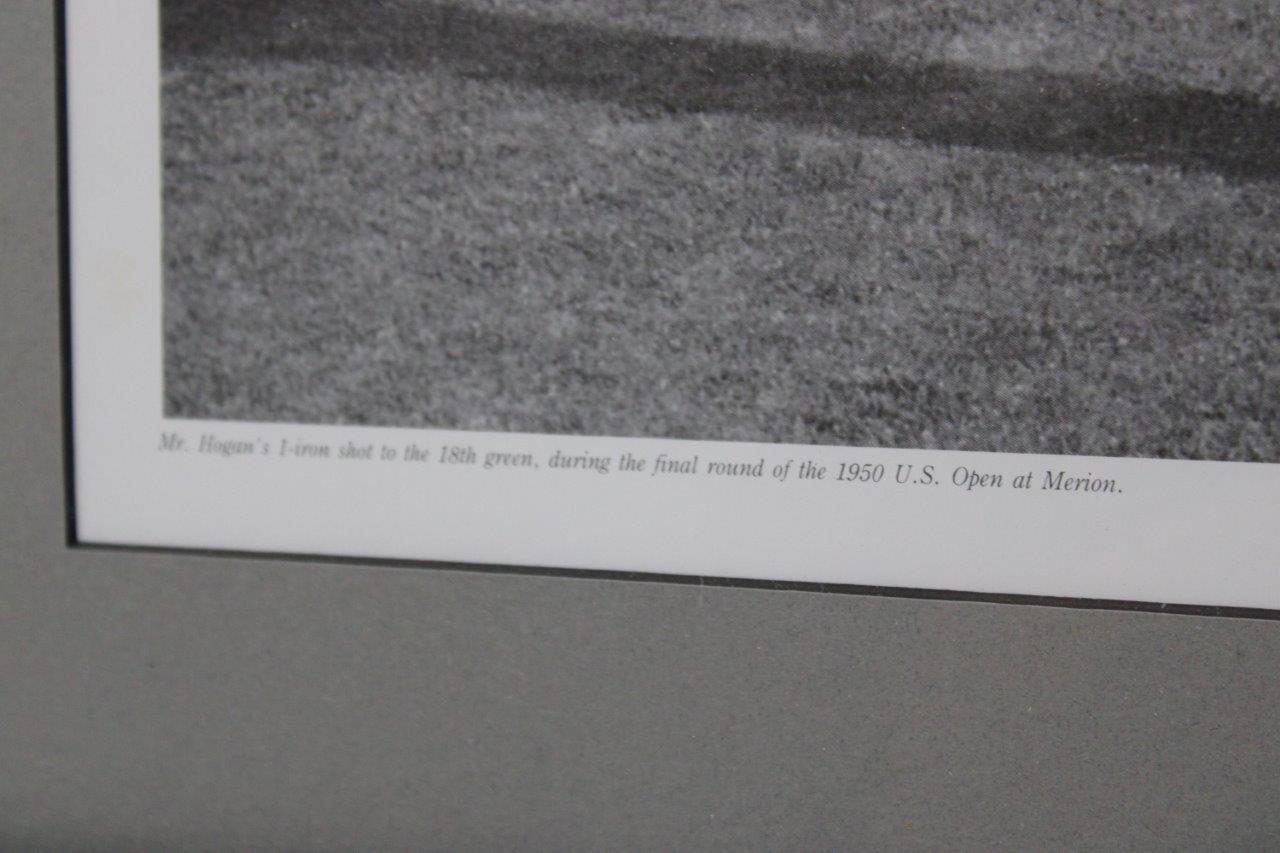 Mr. Hogan's 1-iron shot to the 18th green, during the final round of the 1950 U.S. Open at Merion.